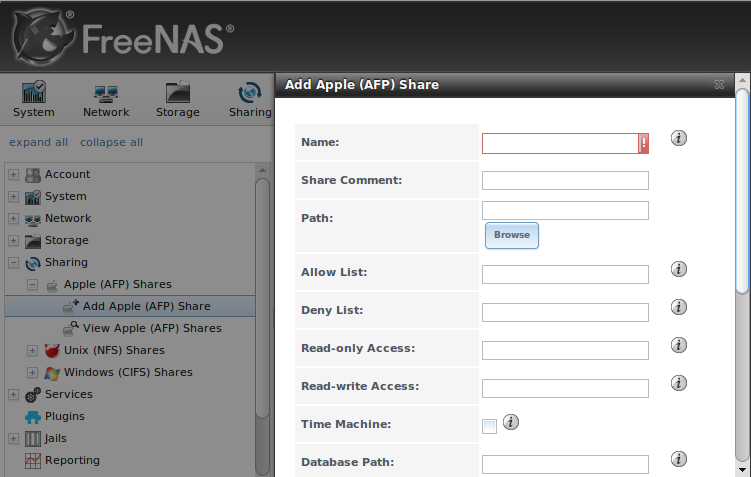 FreeNAS®
System Network Storage Sharing
expand all collapse all
Account
System
Network
Storage
Sharing
Apple (AFP) Shares
Add Apple (AFP) Share
View Apple (AFP) Shares
Unix (NFS) Shares
Windows (CIFS) Shares
Services
Plugins
Jails
Reporting
Add Apple (AFP) Share
Name:
Share Comment:
Path:
Browse
Allow List:
Deny List:
Read-only Access:
Read-write Access:
Time Machine:
Database Path: